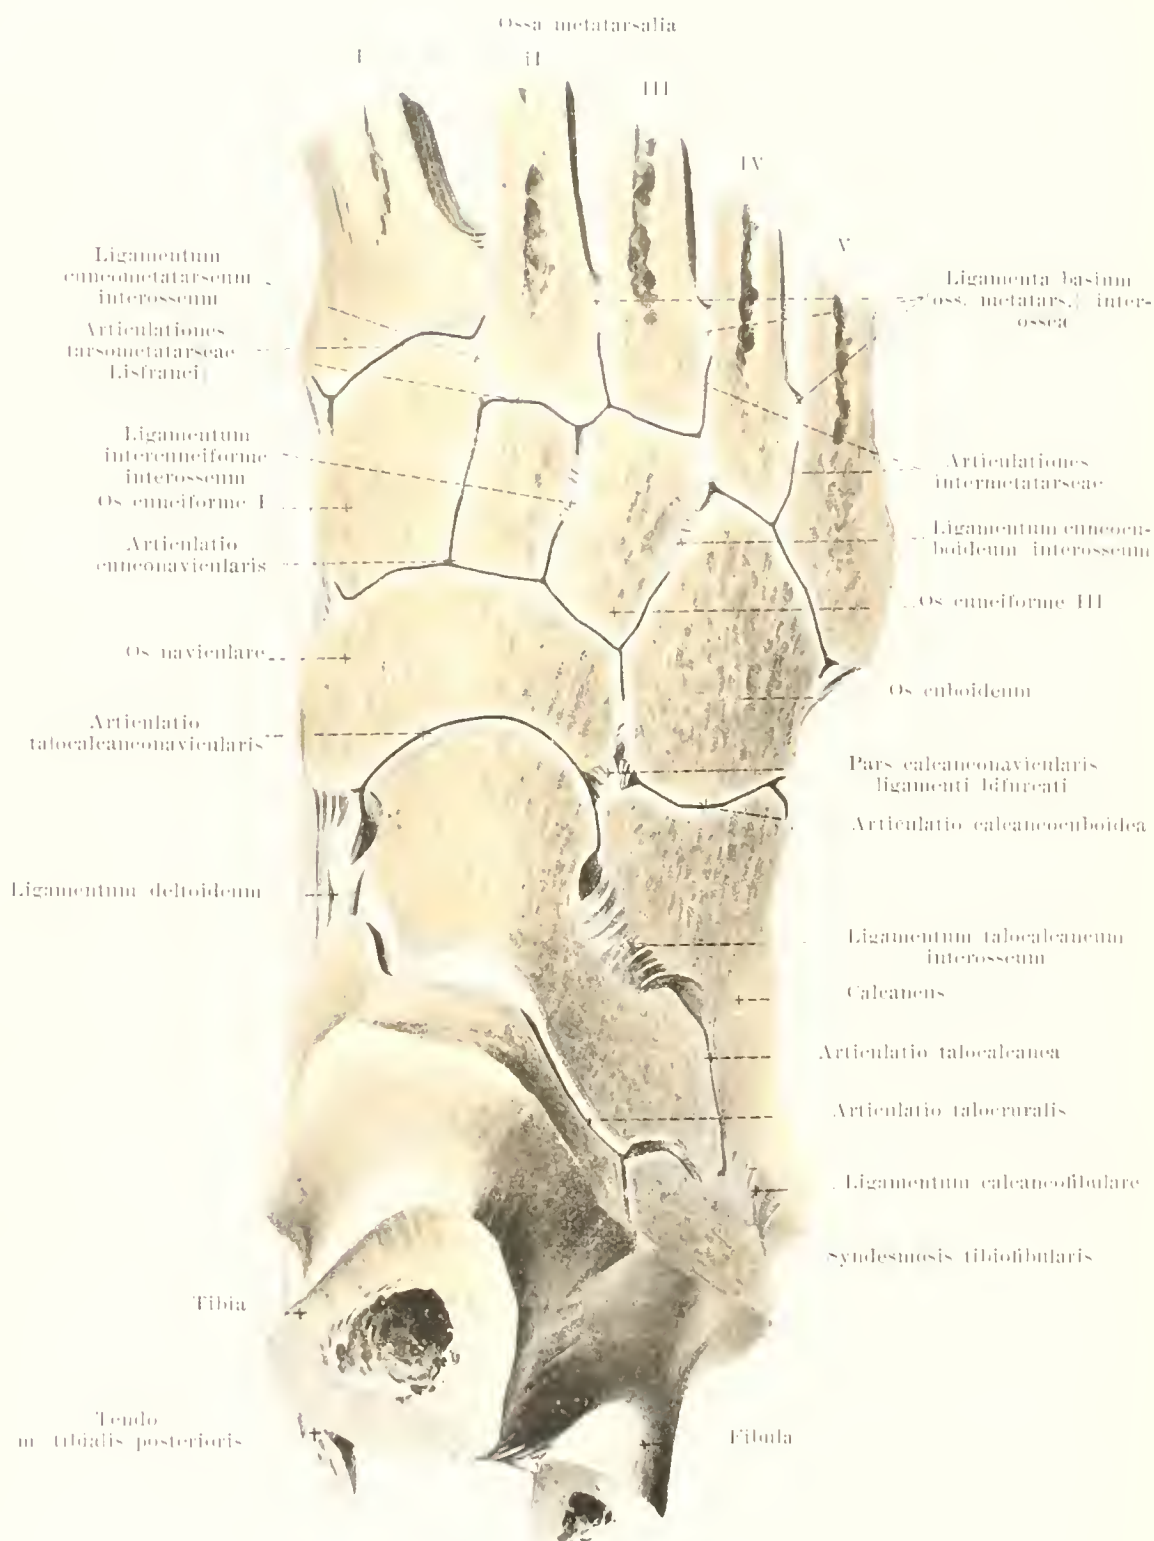 Ossa metatarsalia
I
II
III
IV
V
Ligamentum
cuneometatarseum
interosseum
Articulationes
tarsometatarseae
Lisfranci)
Ligamentum
intercuneiforme
interosseum
Os cuneiforme I
Articulatio
cuneonavicularis
Os naviculare
Articulatio
talocalcaneonavicularis
Ligamentum deltoideum
Tibia
Tendo
m tibialis posterioris
Ligamenta basium
(oss. metatars.) inter-
ossea
Articulationes
intermetatarseae
Ligamentum cuneocu-
boideum interosseum
Os cuneiforme III
Os cuboideum
Pars calcaneonavicularis
ligamenti bifurcati
Articulatio calcaneocuboidea
Ligamentum talocalcaneum
interosseum
Calcaneus
Articulatio talocalcanea
Articulatio talocruralis
Ligamentum calcaneofibulare
Syndesmosis tibiofibularis
Fibula